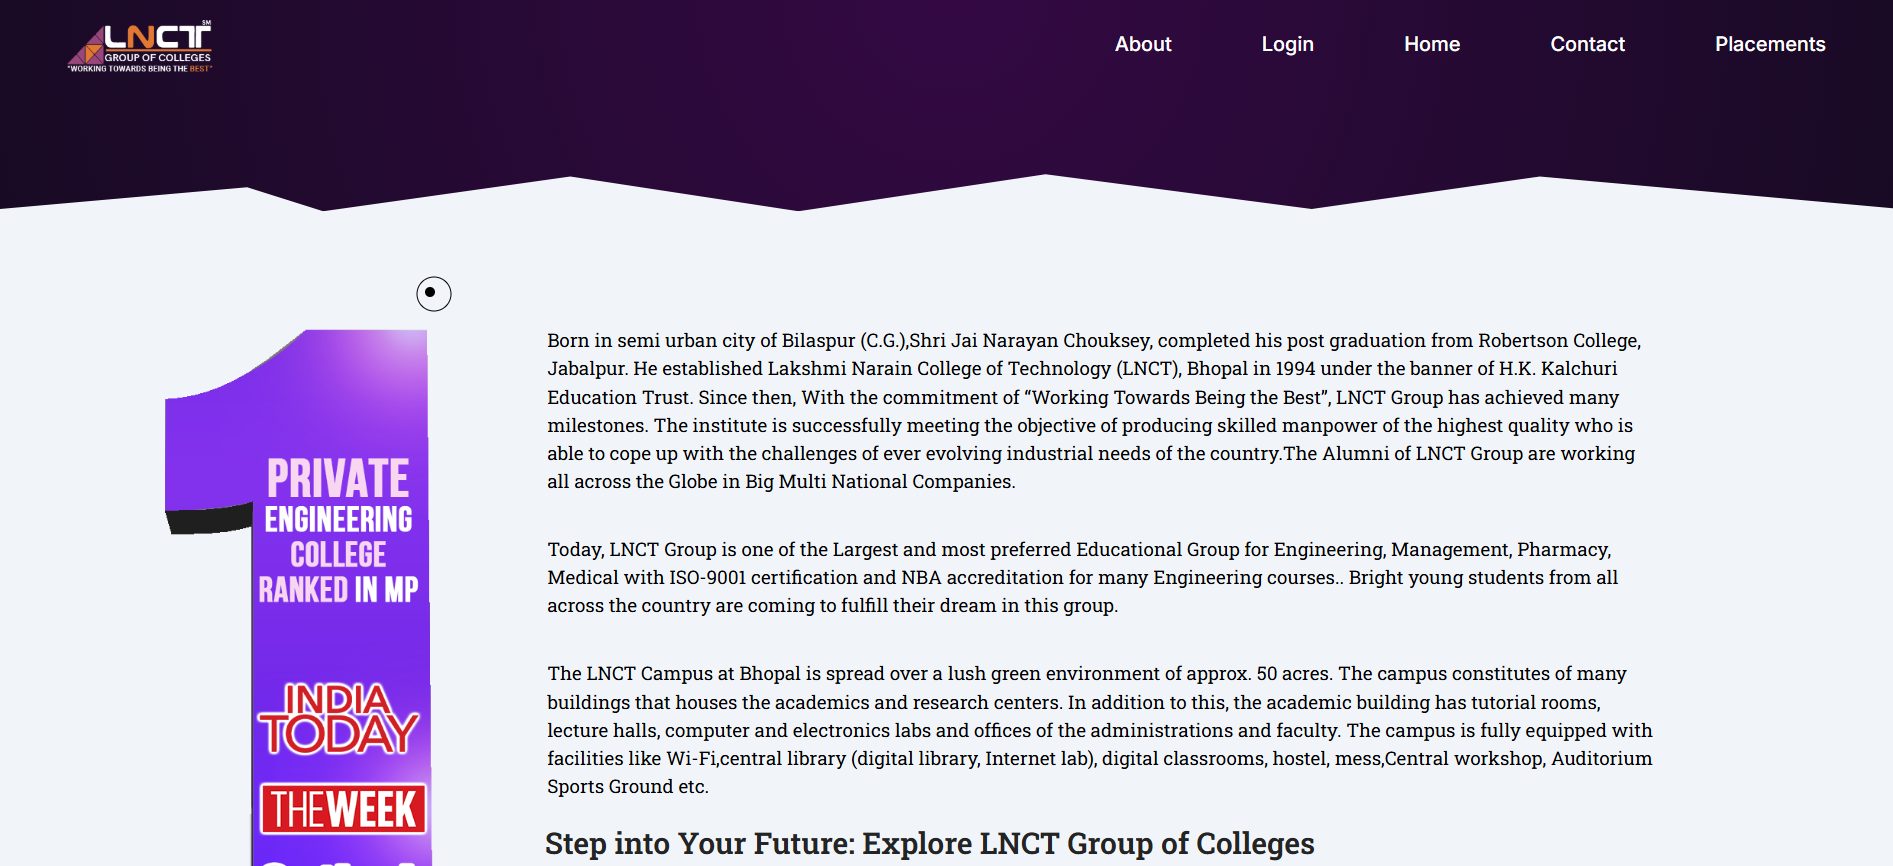 LNCT SM
GROUP OF COLLEGES
"WORKING TOWARDS BEING THE BEST"
About
Login
Home
Contact
Placements
1
PRIVATE
ENGINEERING
COLLEGE
RANKED IN MP
INDIA
TODAY
THEWEEK
Born in semi urban city of Bilaspur (C.G.),Shri Jai Narayan Chouksey, completed his post graduation from Robertson College,
Jabalpur. He established Lakshmi Narain College of Technology (LNCT), Bhopal in 1994 under the banner of H.K. Kalchuri
Education Trust. Since then, With the commitment of “Working Towards Being the Best”, LNCT Group has achieved many
milestones. The institute is successfully meeting the objective of producing skilled manpower of the highest quality who is
able to cope up with the challenges of ever evolving industrial needs of the country.The Alumni of LNCT Group are working
all across the Globe in Big Multi National Companies.
Today, LNCT Group is one of the Largest and most preferred Educational Group for Engineering, Management, Pharmacy,
Medical with ISO-9001 certification and NBA accreditation for many Engineering courses.. Bright young students from all
across the country are coming to fulfill their dream in this group.
The LNCT Campus at Bhopal is spread over a lush green environment of approx. 50 acres. The campus constitutes of many
buildings that houses the academics and research centers. In addition to this, the academic building has tutorial rooms,
lecture halls, computer and electronics labs and offices of the administrations and faculty. The campus is fully equipped with
facilities like Wi-Fi,central library (digital library, Internet lab), digital classrooms, hostel, mess,Central workshop, Auditorium
Sports Ground etc.
Step into Your Future: Explore LNCT Group of Colleges